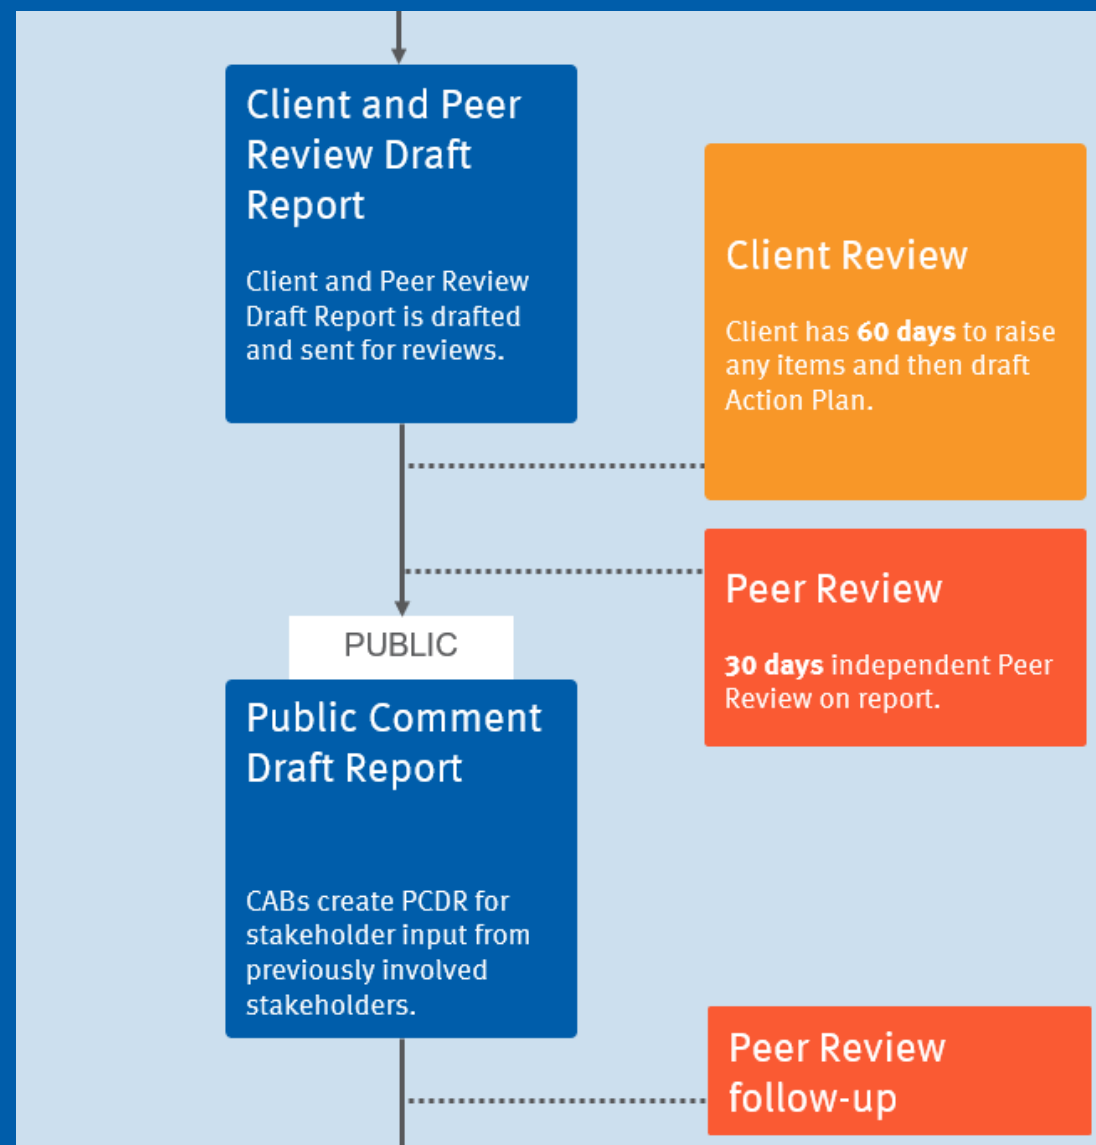 Client and Peer
Review Draft
Report
Client and Peer Review
Draft Report is drafted
and sent for reviews.
Client Review
Client has 60 days to raise
any items and then draft
Action Plan.
Peer Review
30 days independent Peer
Review on report.
PUBLIC
Public Comment
Draft Report
CABs create PCDR for
stakeholder input from
previously involved
stakeholders.
Peer Review
follow-up